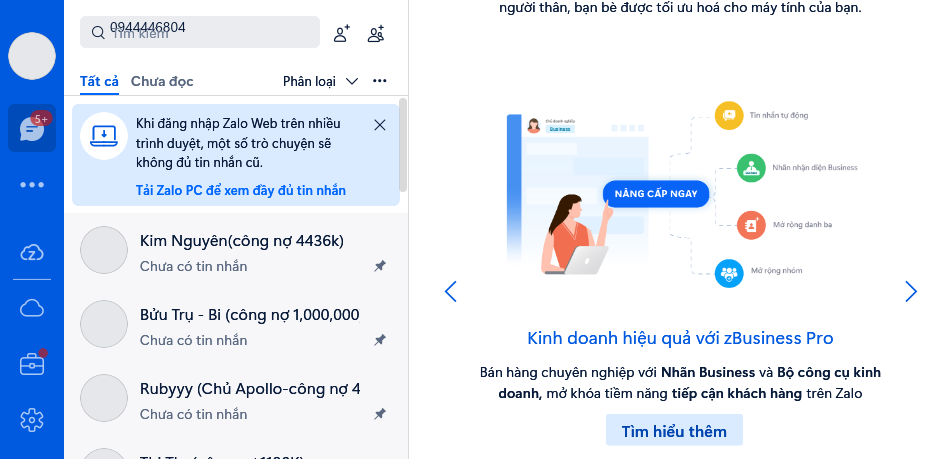 0944446804
Tìm kiếm
Tất cả
Chưa đọc
Phân loại
5+
Khi đăng nhập Zalo Web trên nhiều
trình duyệt, một số trò chuyện sẽ
không đủ tin nhắn cũ.
Tải Zalo PC để xem đầy đủ tin nhắn
Kim Nguyên(công nợ 4436k)
Chưa có tin nhắn
Bửu Trụ - Bi (công nợ 1,000,000
Chưa có tin nhắn
Rubyyy (Chủ Apollo-công nợ 4
Chưa có tin nhắn
người thân, bạn bè được tối ưu hoá cho máy tính của bạn.
Chủ doanh nghiệp
Business
NÂNG CẤP NGAY
Tin nhắn tự động
Nhãn nhận diện Business
Mở rộng danh bạ
Mở rộng nhóm
Kinh doanh hiệu quả với zBusiness Pro
Bán hàng chuyên nghiệp với Nhãn Business và Bộ công cụ kinh
doanh, mở khóa tiềm năng tiếp cận khách hàng trên Zalo
Tìm hiểu thêm